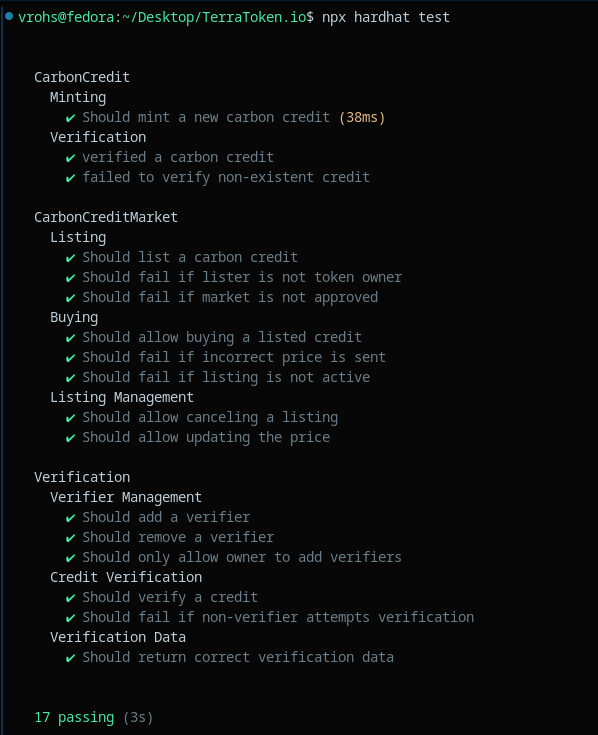 vrohs@fedora:~/Desktop/TerraToken.io$ npx hardhat test
CarbonCredit
Minting
✔ Should mint a new carbon credit (38ms)
Verification
✔ verified a carbon credit
✔ failed to verify non-existent credit
CarbonCreditMarket
Listing
✔ Should list a carbon credit
✔ Should fail if lister is not token owner
✔ Should fail if market is not approved
Buying
✔ Should allow buying a listed credit
✔ Should fail if incorrect price is sent
✔ Should fail if listing is not active
Listing Management
✔ Should allow canceling a listing
✔ Should allow updating the price
Verification
Verifier Management
✔ Should add a verifier
✔ Should remove a verifier
✔ Should only allow owner to add verifiers
Credit Verification
✔ Should verify a credit
✔ Should fail if non-verifier attempts verification
Verification Data
✔ Should return correct verification data
17 passing (3s)